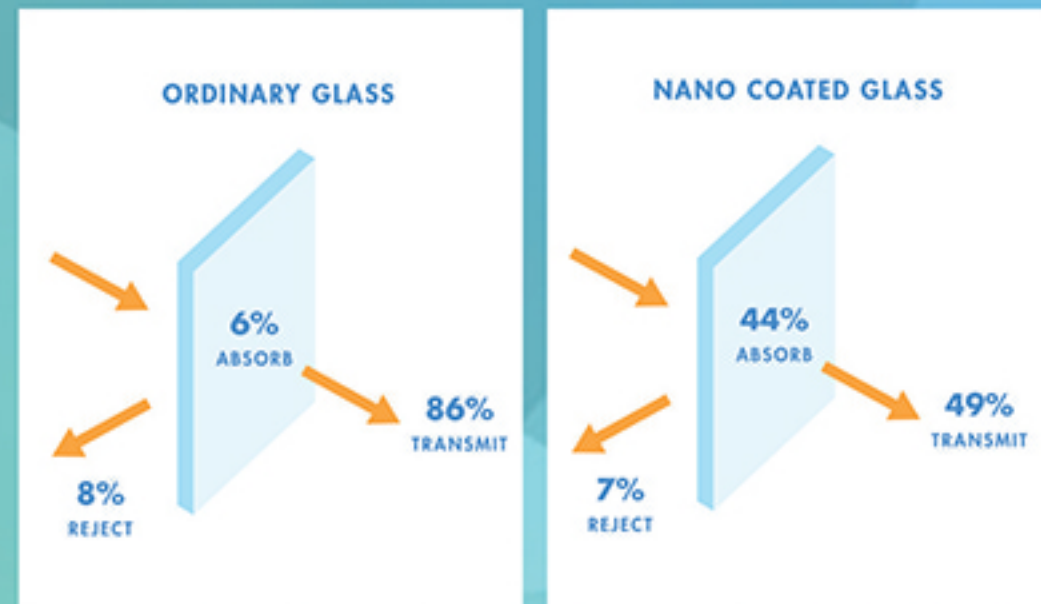 ORDINARY GLASS
6%
ABSORB
86%
TRANSMIT
8%
REJECT
NANO COATED GLASS
44%
ABSORB
49%
TRANSMIT
7%
REJECT